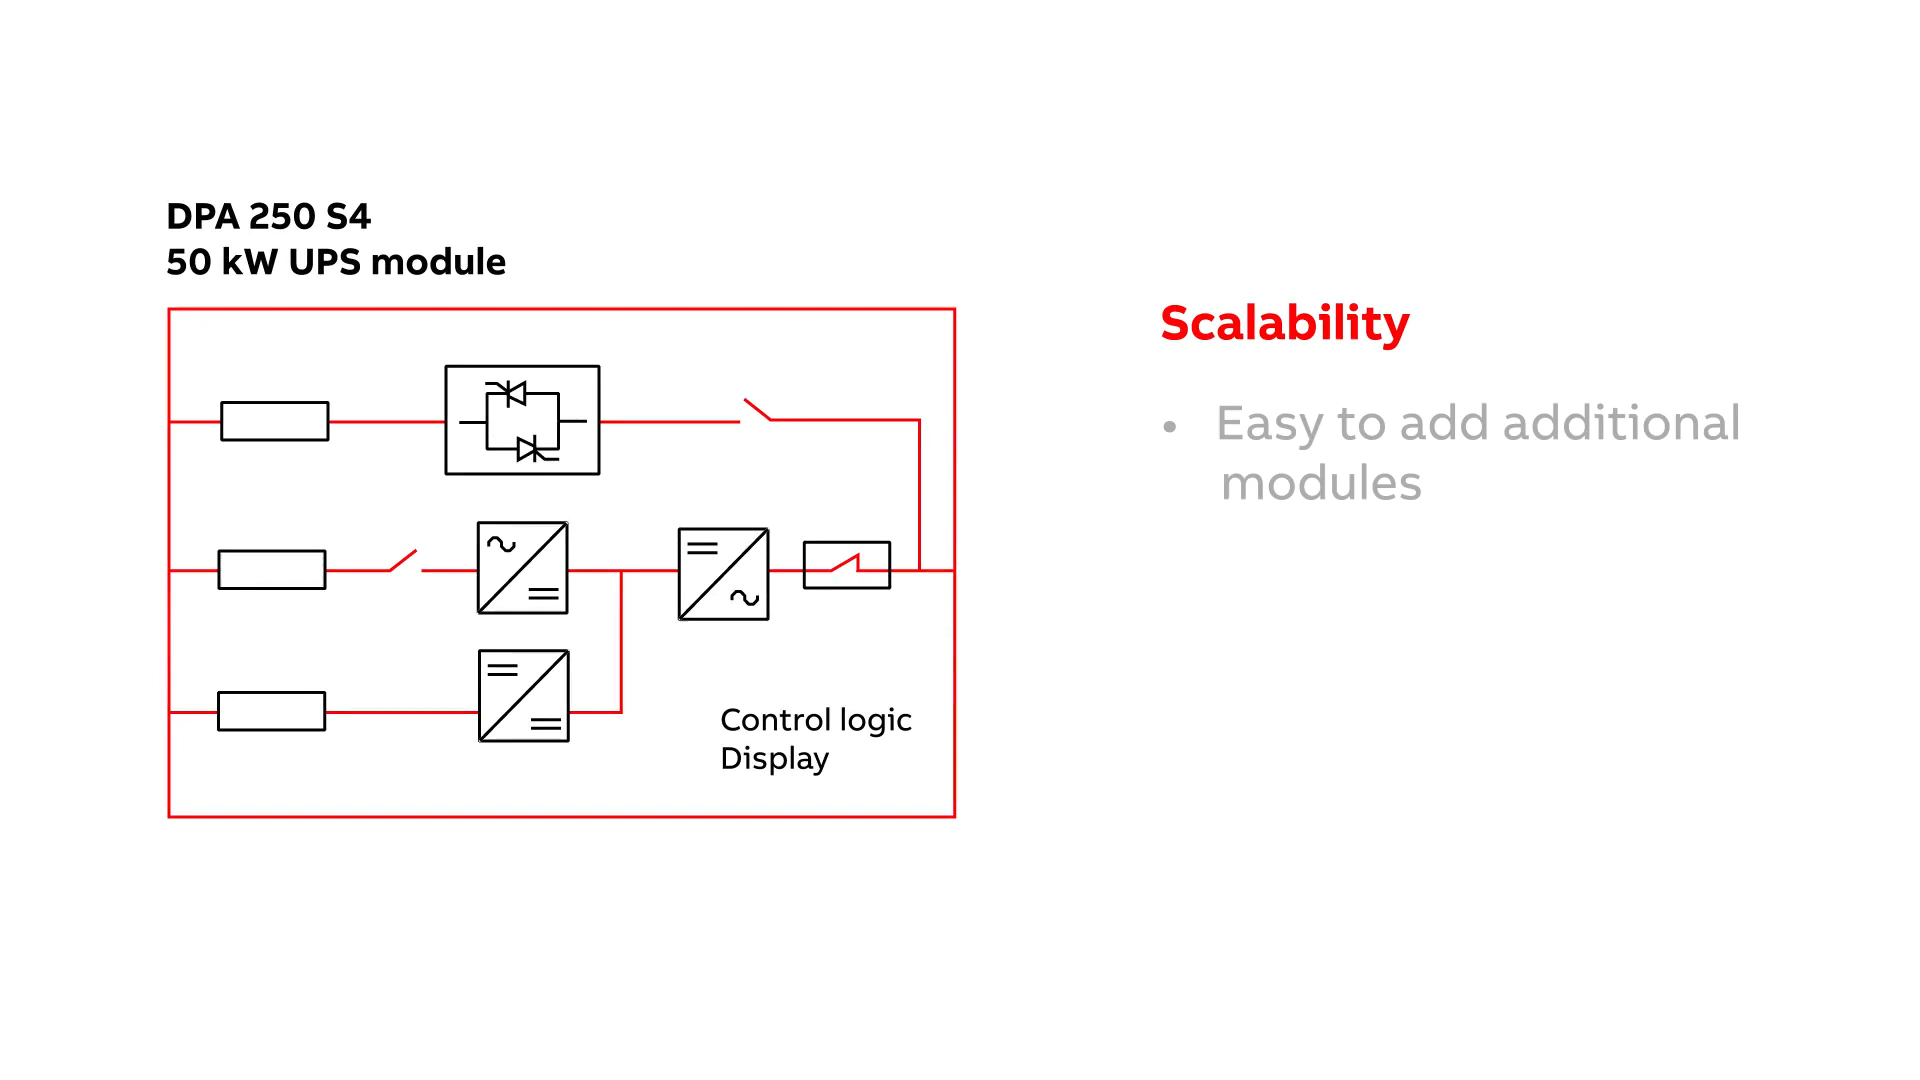 DPA 250 S4
50 kW UPS module
Scalability
• Easy to add additional
modules
Control logic
Display